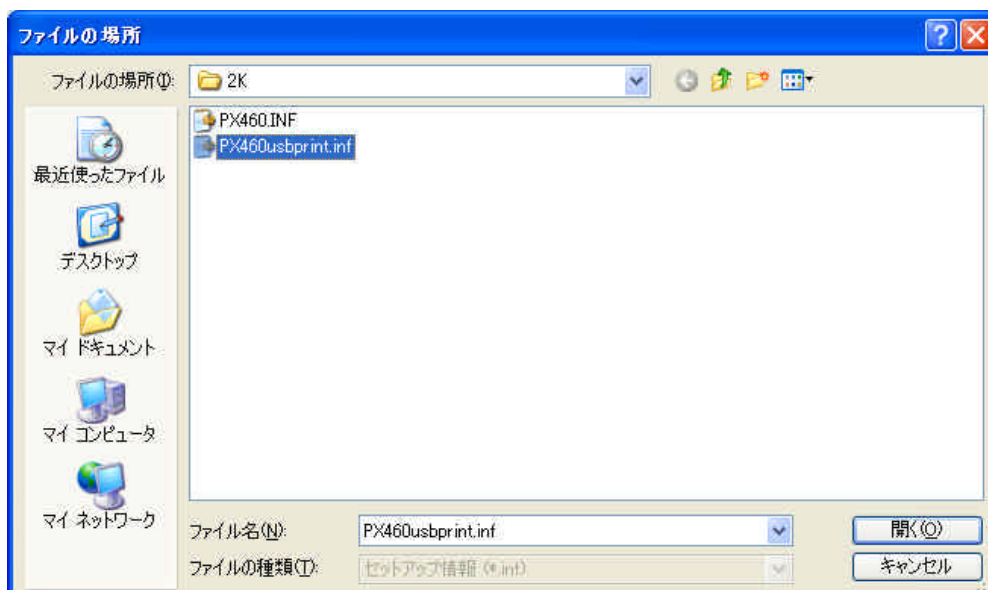 ファイルの場所
ファイルの場所(I):
2K
PX460.INF
PX460usbprint.inf
最近使ったファイル
デスクトップ
マイ ドキュメント
マイ コンピュータ
マイ ネットワーク
ファイル名(N):
PX460usbprint.inf
開く(O)
ファイルの種類(T):
セットアップ情報 (*.inf)
キャンセル